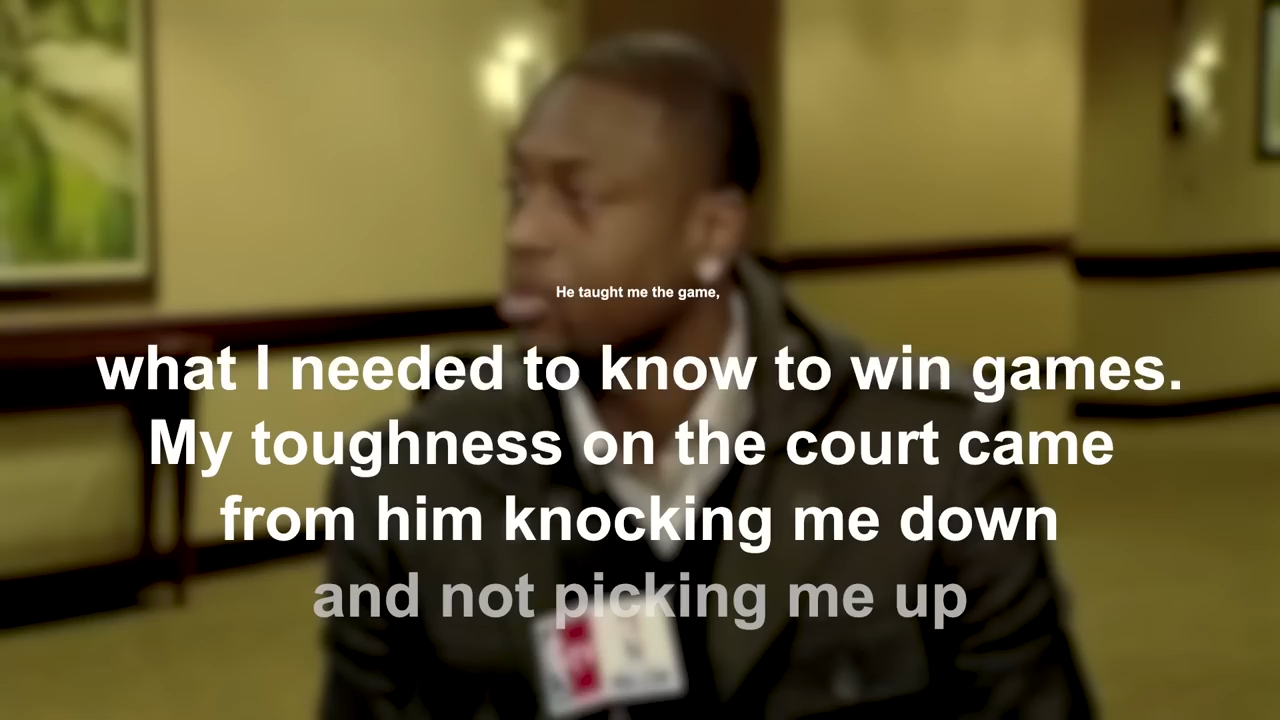 He taught me the game,
what I needed to know to win games.
My toughness on the court came
from him knocking me down
and not picking me up